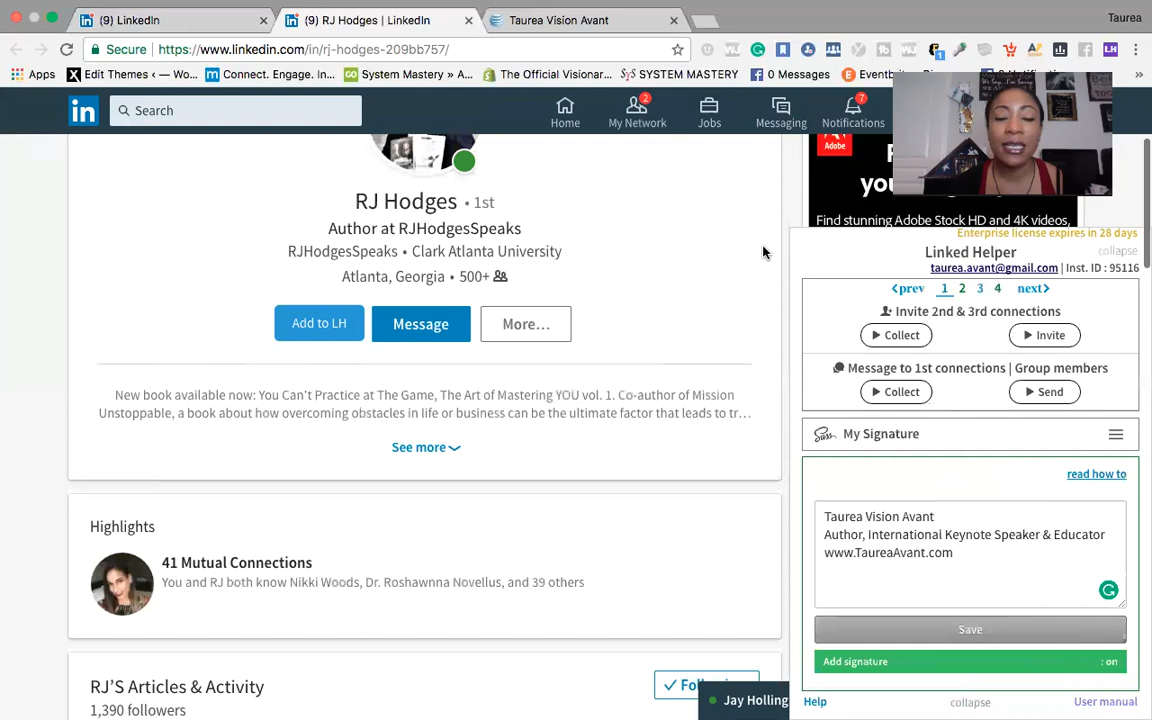 (9) LinkedIn
(9) RJ Hodges | LinkedIn
Taurea Vision Avant
Taurea
Secure
https://www.linkedin.com/in/rj-hodges-209bb757/
Apps
Edit Themes ‹ — Wo...
Connect. Engage. In...
System Mastery » A...
The Official Visionar...
SYSTEM MASTERY
0 Messages
Eventbri
in
Search
Home
2
My Network
Jobs
Messaging
7
Notifications
Adobe
you
Find stunning Adobe Stock HD and 4K videos,
RJ Hodges • 1st
Author at RJHodgesSpeaks
RJHodgesSpeaks • Clark Atlanta University
Atlanta, Georgia • 500+
Add to LH
Message
More...
New book available now: You Can't Practice at The Game, The Art of Mastering YOU vol. 1. Co-author of Mission
Unstoppable, a book about how overcoming obstacles in life or business can be the ultimate factor that leads to tr...
See more
Highlights
41 Mutual Connections
You and RJ both know Nikki Woods, Dr. Roshawnna Novellus, and 39 others
RJ'S Articles & Activity
1,390 followers
Jay Holling
Enterprise license expires in 28 days
Linked Helper
collapse
taurea.avant@gmail.com | Inst. ID : 95116
prev 1 2 3 4 next
Invite 2nd & 3rd connections
Collect
Invite
Message to 1st connections | Group members
Collect
Send
My Signature
read how to
Taurea Vision Avant
Author, International Keynote Speaker & Educator
www.TaureaAvant.com
Save
Add signature : on
Help
collapse
User manual